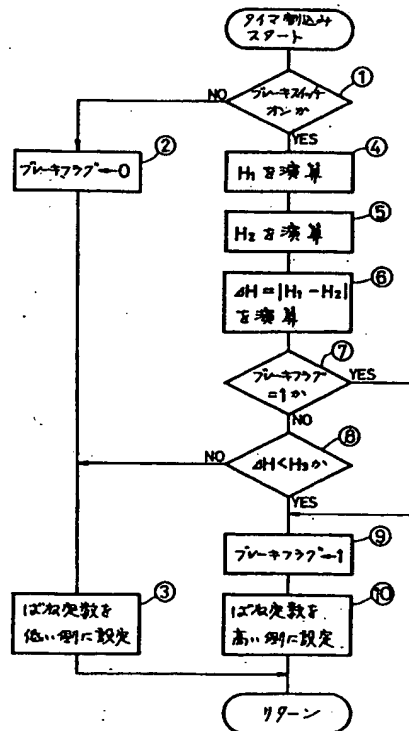 タイマ割込み
スタート
①
ブレーキスイッチ
オンか
NO
YES
②
ブレーキフラグ←0
④
H₁を演算
⑤
H₂を演算
⑥
ΔH=|H₁-H₂|
を演算
⑦
ブレーキフラグ
=1か
YES
NO
⑧
ΔH<H₃か
NO
YES
⑨
ブレーキフラグ←1
③
ばね定数を
低い側に設定
⑩
ばね定数を
高い側に設定
リターン